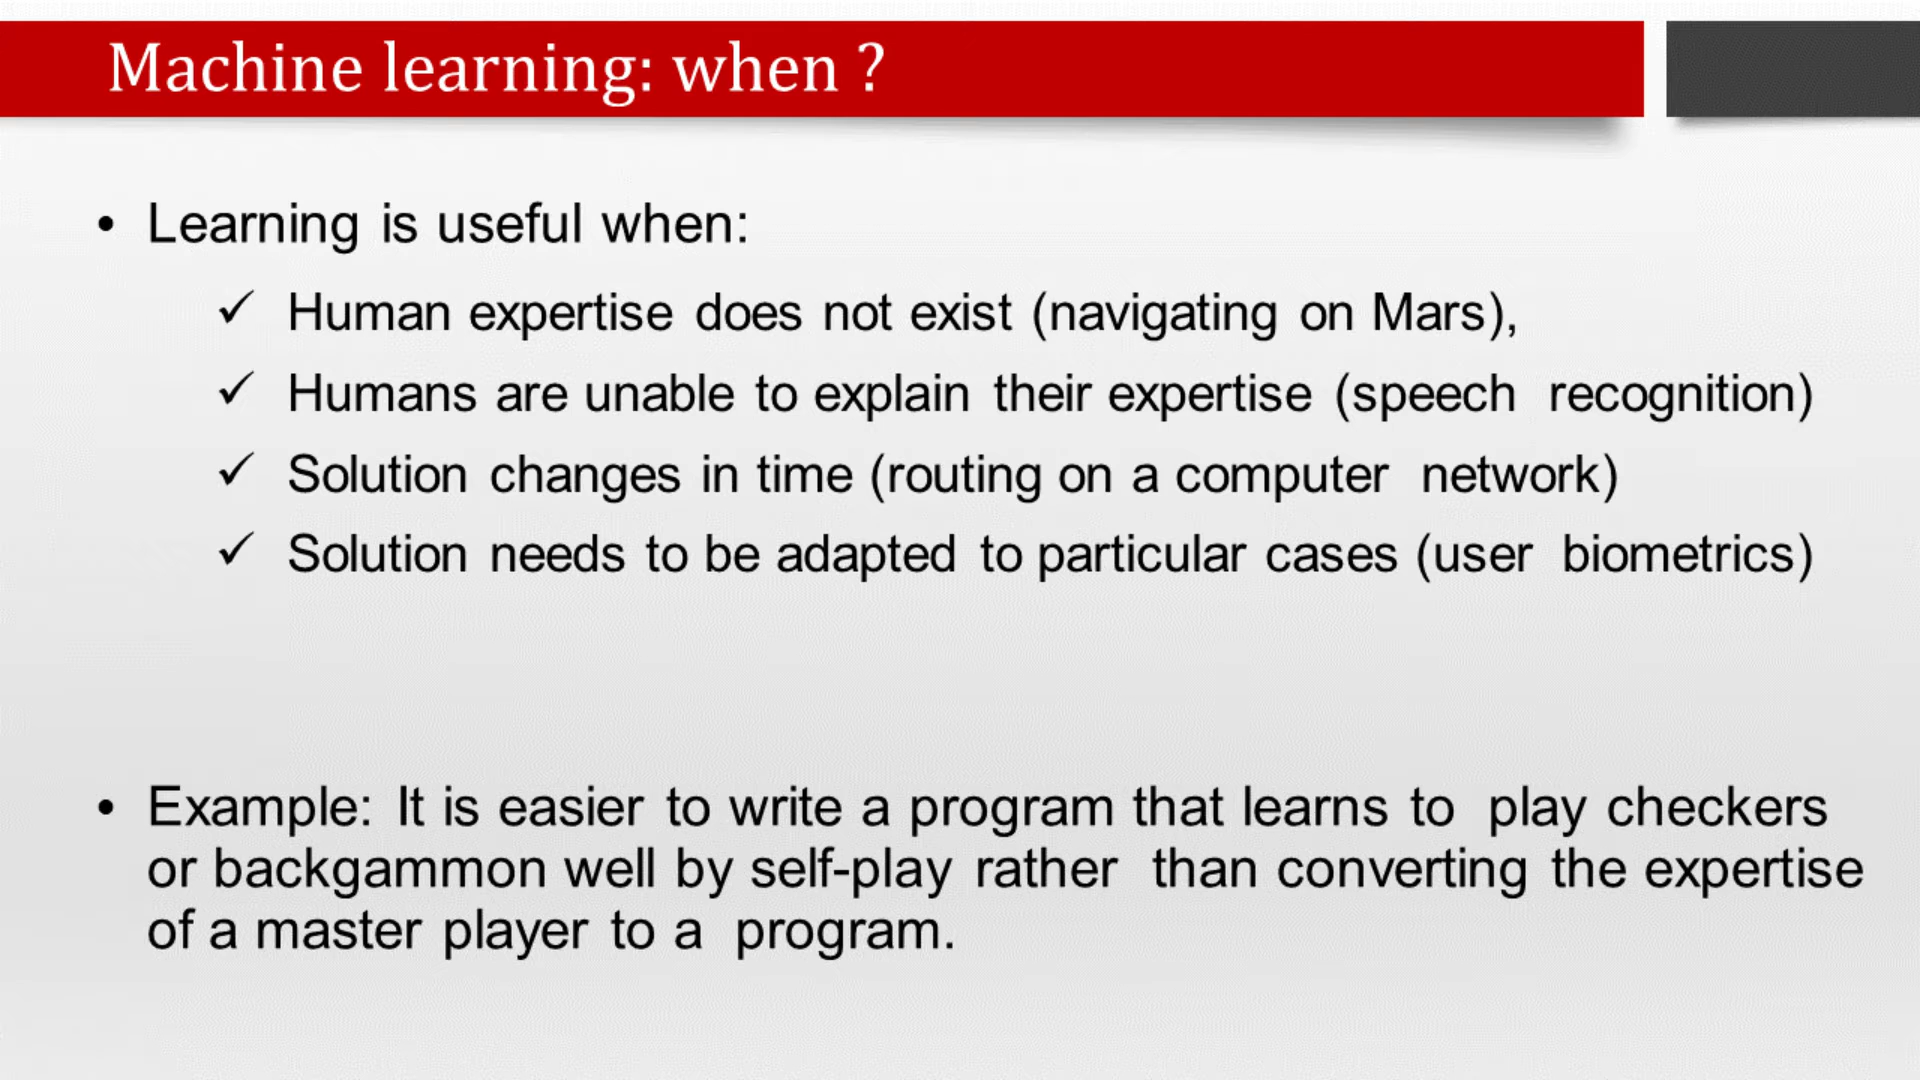 Machine learning: when ?
• Learning is useful when:
✓ Human expertise does not exist (navigating on Mars),
✓ Humans are unable to explain their expertise (speech recognition)
✓ Solution changes in time (routing on a computer network)
✓ Solution needs to be adapted to particular cases (user biometrics)
• Example: It is easier to write a program that learns to play checkers
or backgammon well by self-play rather than converting the expertise
of a master player to a program.